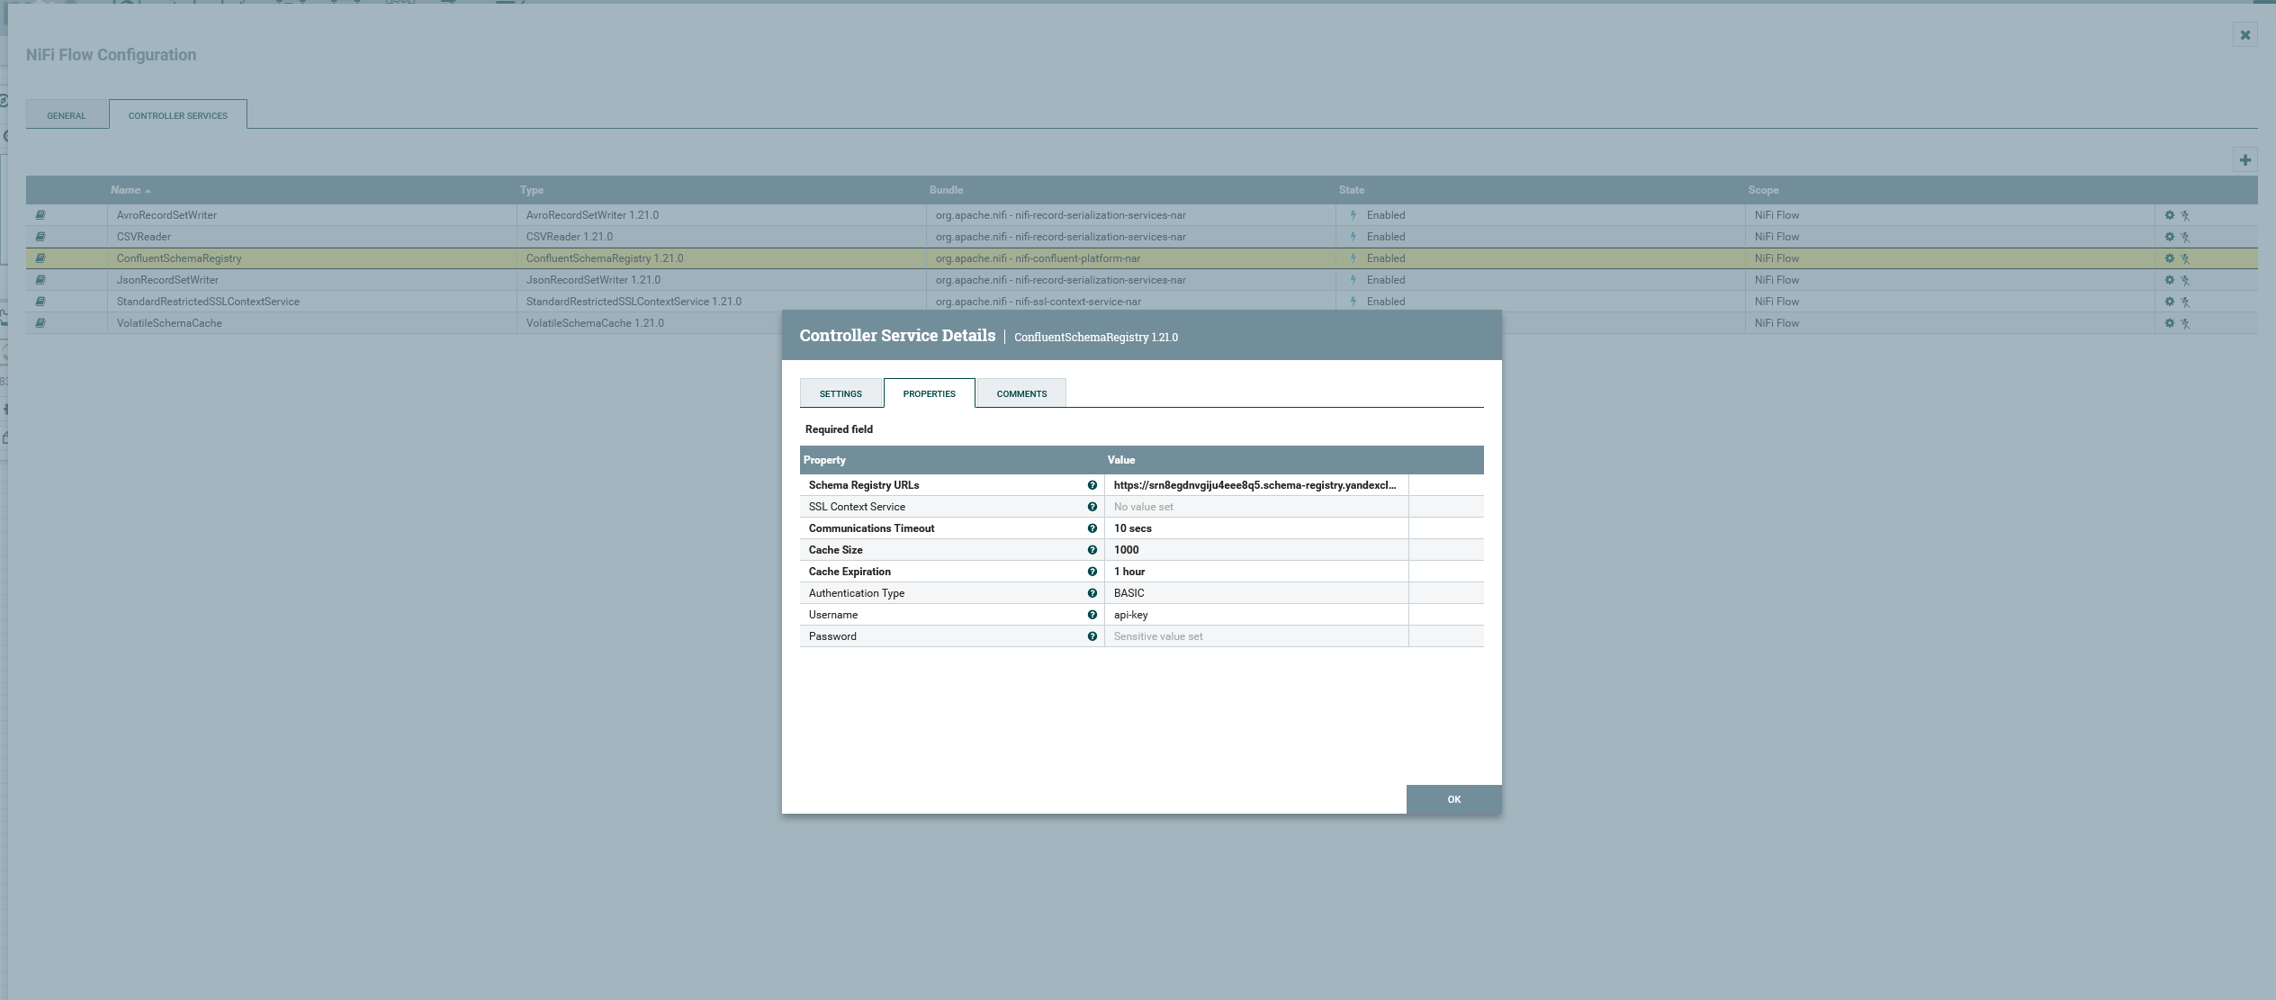 NiFi Flow Configuration
GENERAL
CONTROLLER SERVICES
Name Type Bundle State Scope
AvroRecordSetWriter AvroRecordSetWriter 1.21.0 org.apache.nifi - nifi-record-serialization-services-nar Enabled NiFi Flow
CSVReader CSVReader 1.21.0 org.apache.nifi - nifi-record-serialization-services-nar Enabled NiFi Flow
ConfluentSchemaRegistry ConfluentSchemaRegistry 1.21.0 org.apache.nifi - nifi-confluent-platform-nar Enabled NiFi Flow
JsonRecordSetWriter JsonRecordSetWriter 1.21.0 org.apache.nifi - nifi-record-serialization-services-nar Enabled NiFi Flow
StandardRestrictedSSLContextService StandardRestrictedSSLContextService 1.21.0 org.apache.nifi - nifi-ssl-context-service-nar Enabled NiFi Flow
VolatileSchemaCache VolatileSchemaCache 1.21.0 NiFi Flow
Controller Service Details | ConfluentSchemaRegistry 1.21.0
SETTINGS PROPERTIES COMMENTS
Required field
Property Value
Schema Registry URLs https://srn8egdnvgiju4eee8q5.schema-registry.yandexcl...
SSL Context Service No value set
Communications Timeout 10 secs
Cache Size 1000
Cache Expiration 1 hour
Authentication Type BASIC
Username api-key
Password Sensitive value set
OK